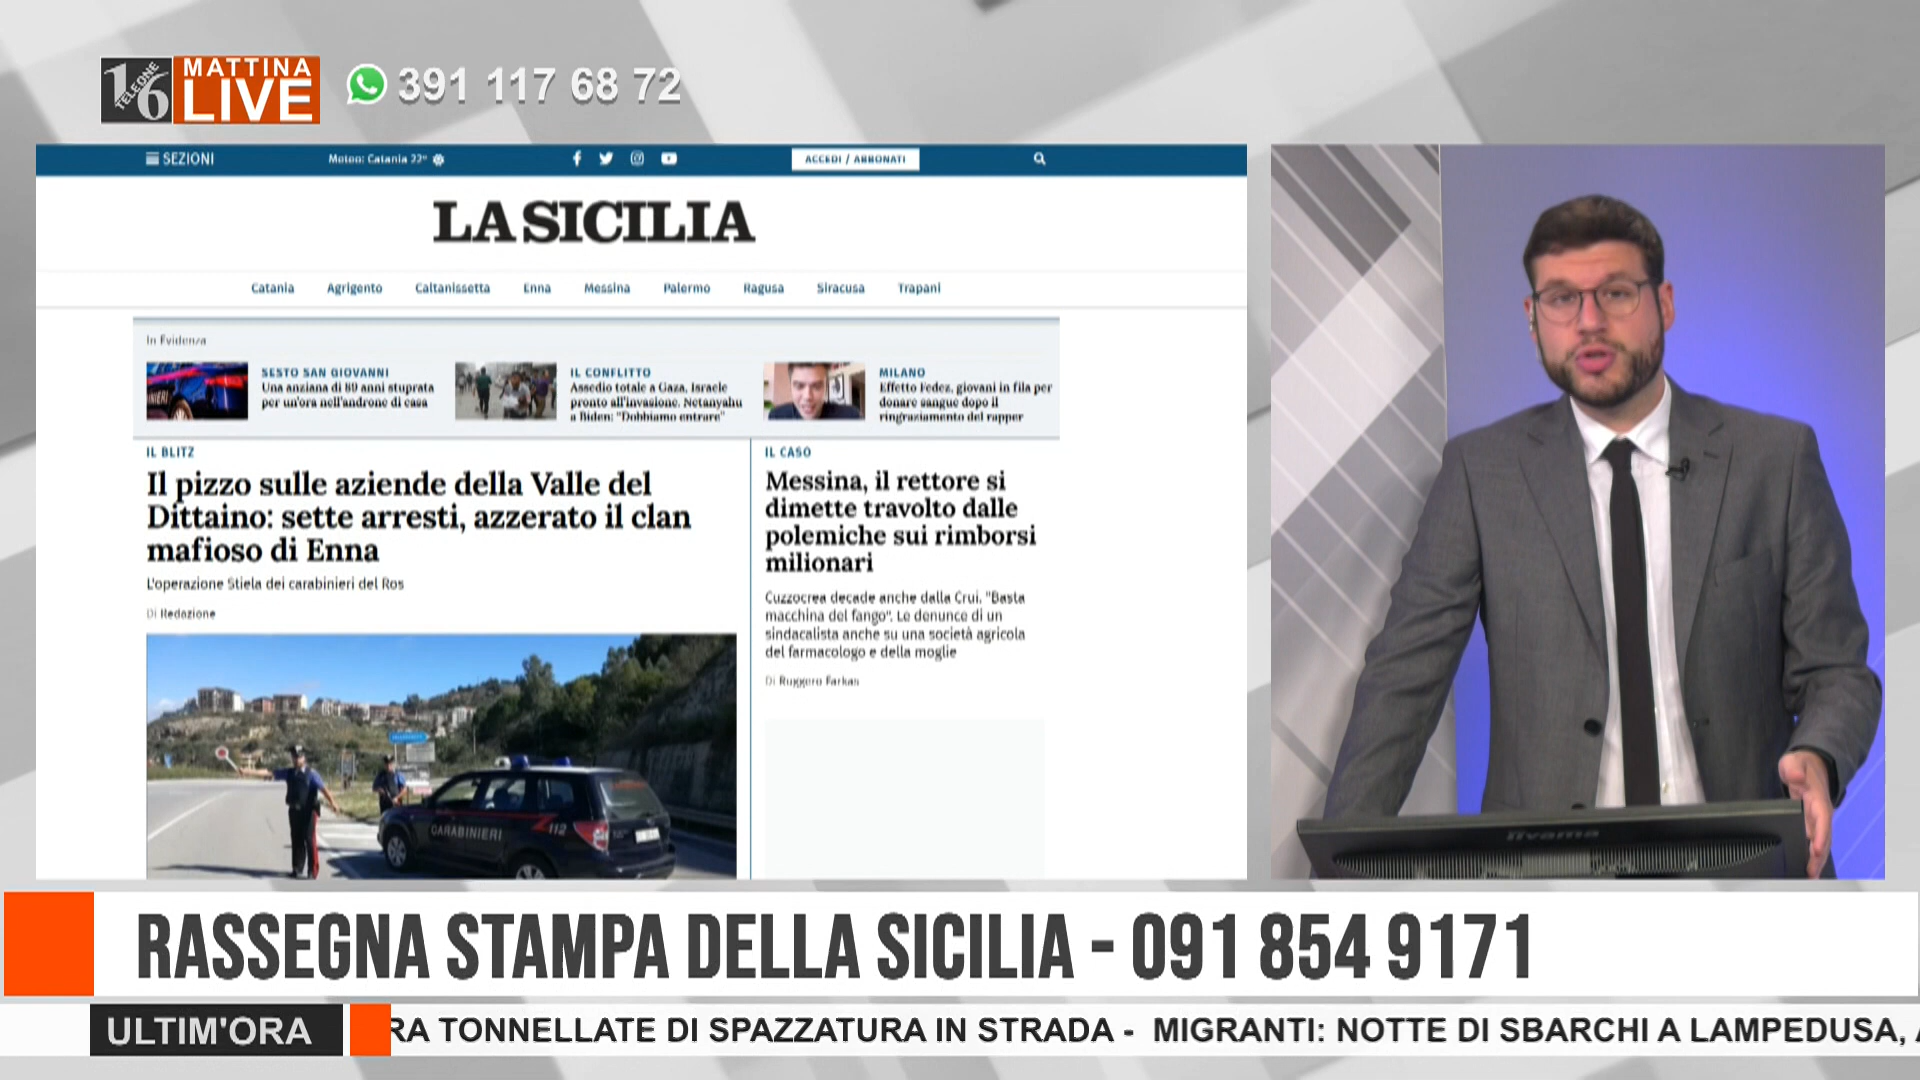 16
TELEONE
MATTINA
LIVE
391 117 68 72
SEZIONI
Meteo: Catania 22°
ACCEDI / ABBONATI
LA SICILIA
Catania Agrigento Caltanissetta Enna Messina Palermo Ragusa Siracusa Trapani
In Evidenza
SESTO SAN GIOVANNI
Una anziana di 89 anni stuprata
per un'ora nell'androne di casa
IL CONFLITTO
Assedio totale a Gaza, Israele
pronto all'invasione. Netanyahu
a Biden: "Dobbiamo entrare"
MILANO
Effetto Fedez, giovani in fila per
donare sangue dopo il
ringraziamento del rapper
IL BLITZ
Il pizzo sulle aziende della Valle del
Dittaino: sette arresti, azzerato il clan
mafioso di Enna
L'operazione Stiela dei carabinieri del Ros
Di Redazione
CARABINIERI
112
IL CASO
Messina, il rettore si
dimette travolto dalle
polemiche sui rimborsi
milionari
Cuzzocrea decade anche dalla Crui. "Basta
macchina del fango". Le denunce di un
sindacalista anche su una società agricola
del farmacologo e della moglie
Di Ruggero Farkas
iiyama
RASSEGNA STAMPA DELLA SICILIA - 091 854 9171
ULTIM'ORA
RA TONNELLATE DI SPAZZATURA IN STRADA - MIGRANTI: NOTTE DI SBARCHI A LAMPEDUSA,